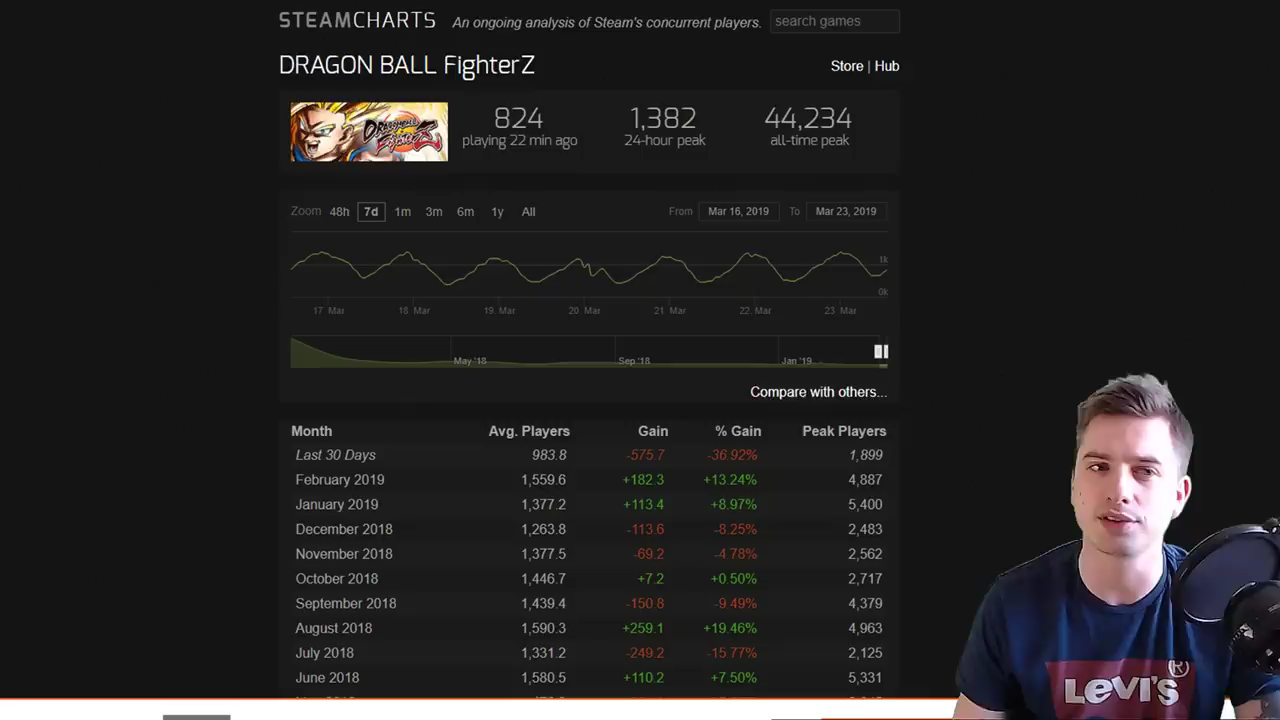 STEAMCHARTS An ongoing analysis of Steam's concurrent players. search games
DRAGON BALL FighterZ Store | Hub
DRAGONBALL FighterZ 824 1,382 44,234
playing 22 min ago 24-hour peak all-time peak
Zoom 48h 7d 1m 3m 6m 1y All From Mar 16, 2019 To Mar 23, 2019
1k
0k
17 Mar 18 Mar 19 Mar 20 Mar 21 Mar 22 Mar 23 Mar
May '18 Sep '18 Jan '19
Compare with others...
Month Avg. Players Gain % Gain Peak Players
Last 30 Days 983.8 -575.7 -36.92% 1,899
February 2019 1,559.6 +182.3 +13.24% 4,887
January 2019 1,377.2 +113.4 +8.97% 5,400
December 2018 1,263.8 -113.6 -8.25% 2,483
November 2018 1,377.5 -69.2 -4.78% 2,562
October 2018 1,446.7 +7.2 +0.50% 2,717
September 2018 1,439.4 -150.8 -9.49% 4,379
August 2018 1,590.3 +259.1 +19.46% 4,963
July 2018 1,331.2 -249.2 -15.77% 2,125
June 2018 1,580.5 +110.2 +7.50% 5,331
Levi's ®